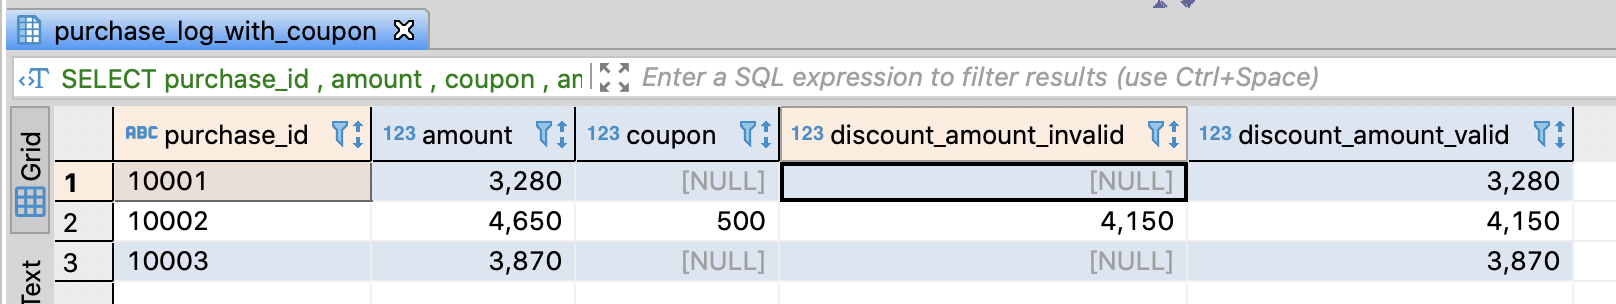 purchase_log_with_coupon
SELECT purchase_id , amount , coupon , an Enter a SQL expression to filter results (use Ctrl+Space)
Grid
Text
ABC purchase_id 123 amount 123 coupon 123 discount_amount_invalid 123 discount_amount_valid
1 10001 3,280 [NULL] [NULL] 3,280
2 10002 4,650 500 4,150 4,150
3 10003 3,870 [NULL] [NULL] 3,870